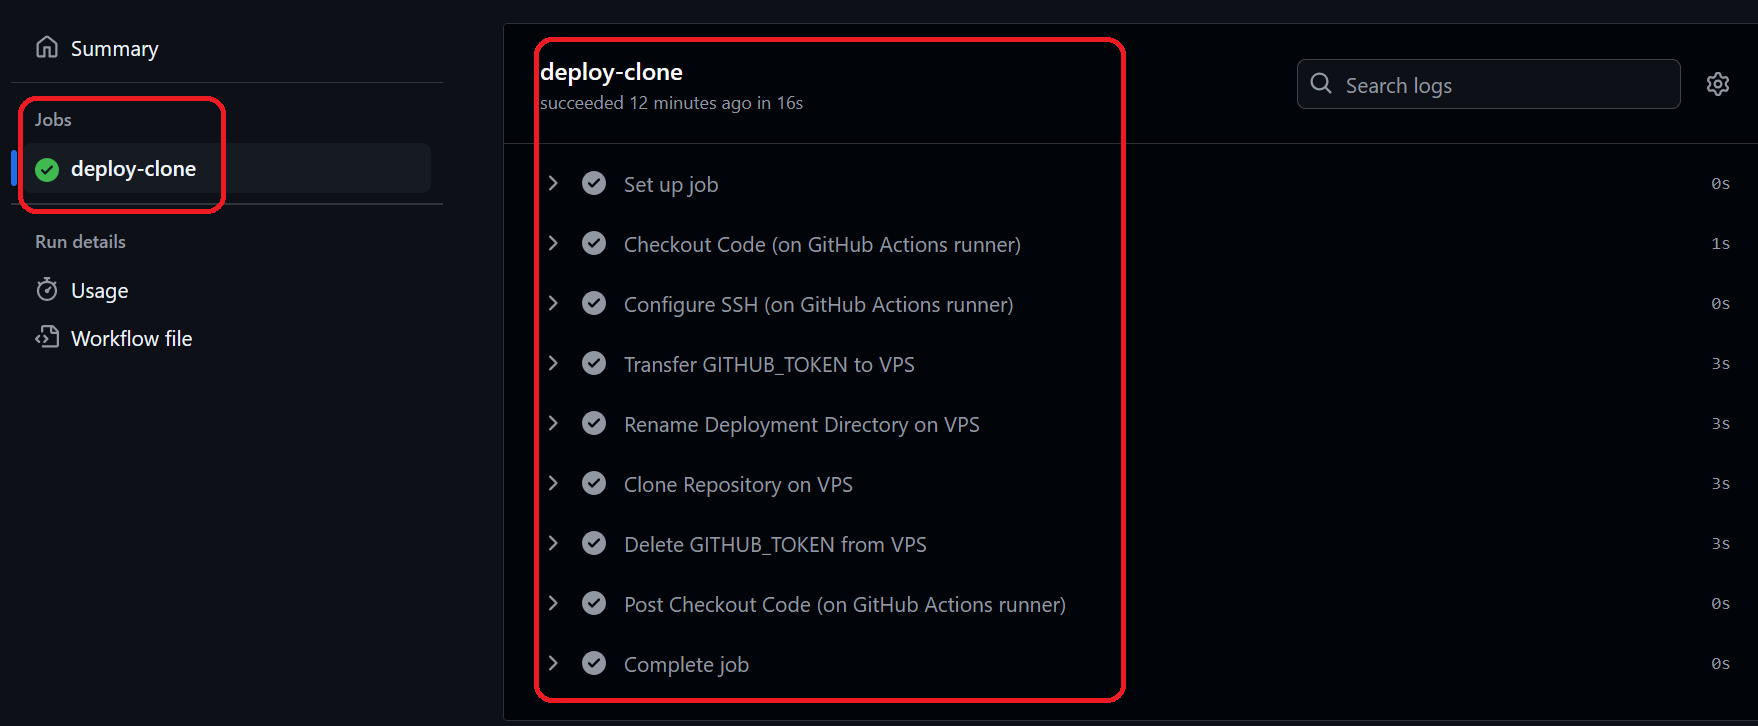 Summary
Jobs
deploy-clone
Run details
Usage
Workflow file
deploy-clone
succeeded 12 minutes ago in 16s
Search logs
Set up job 0s
Checkout Code (on GitHub Actions runner) 1s
Configure SSH (on GitHub Actions runner) 0s
Transfer GITHUB_TOKEN to VPS 3s
Rename Deployment Directory on VPS 3s
Clone Repository on VPS 3s
Delete GITHUB_TOKEN from VPS 3s
Post Checkout Code (on GitHub Actions runner) 0s
Complete job 0s